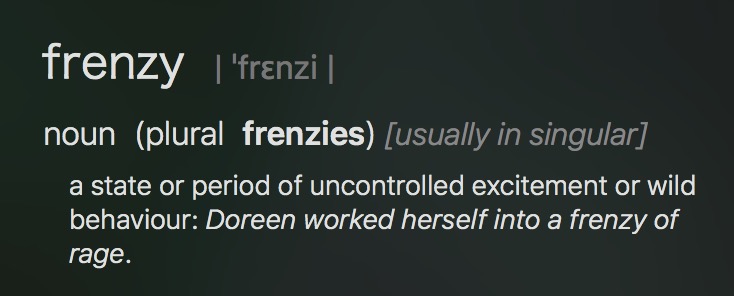 frenzy | ˈfrɛnzi |
noun (plural frenzies) [usually in singular]
a state or period of uncontrolled excitement or wild
behaviour: Doreen worked herself into a frenzy of
rage.